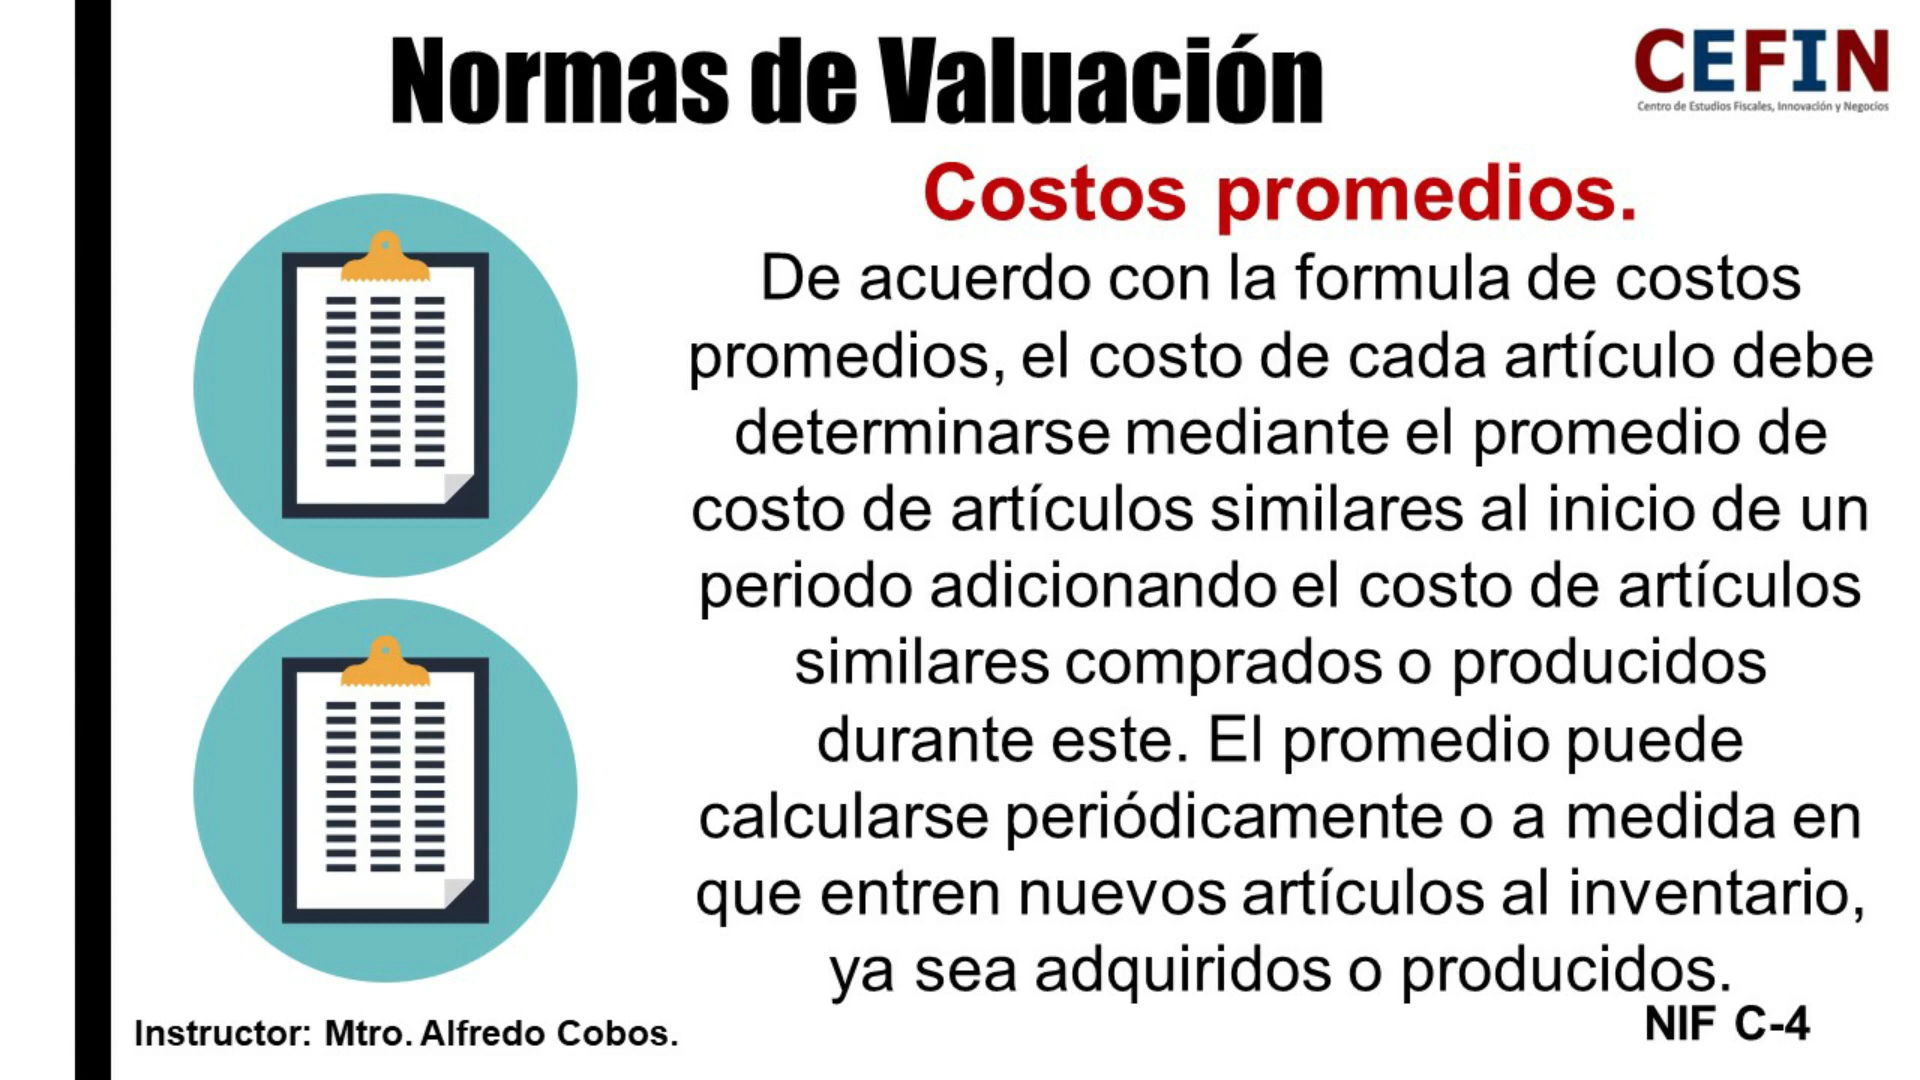 Normas de Valuación
CEFIN
Centro de Estudios Fiscales, Innovación y Negocios
Costos promedios.
De acuerdo con la formula de costos
promedios, el costo de cada artículo debe
determinarse mediante el promedio de
costo de artículos similares al inicio de un
periodo adicionando el costo de artículos
similares comprados o producidos
durante este. El promedio puede
calcularse periódicamente o a medida en
que entren nuevos artículos al inventario,
ya sea adquiridos o producidos.
NIF C-4
Instructor: Mtro. Alfredo Cobos.